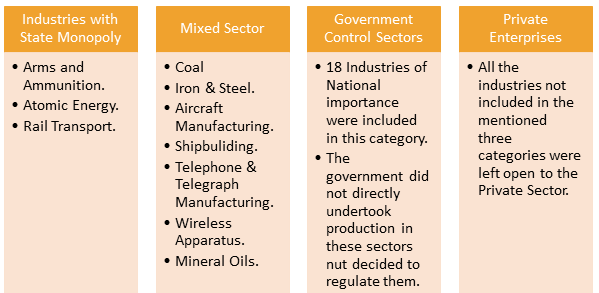 Industries with
State Monopoly
• Arms and
Ammunition.
• Atomic Energy.
• Rail Transport.
Mixed Sector
• Coal
• Iron & Steel.
• Aircraft
Manufacturing.
• Shipbuliding.
• Telephone &
Telegraph
Manufacturing.
• Wireless
Apparatus.
• Mineral Oils.
Government
Control Sectors
• 18 Industries of
National
importance
were included
in this category.
• The
government did
not directly
undertook
production in
these sectors
nut decided to
regulate them.
Private
Enterprises
• All the
industries not
included in the
mentioned
three
categories were
left open to the
Private Sector.